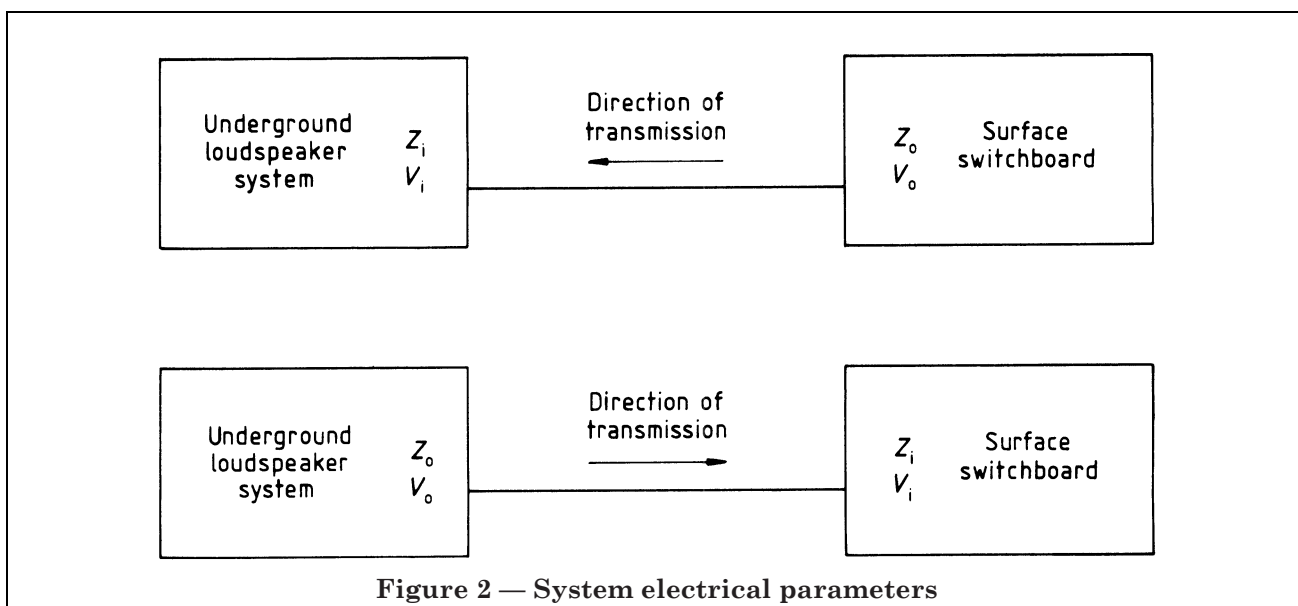 Underground
loudspeaker
system
Zi
Vi
Direction of
transmission
Zo
Vo
Surface
switchboard
Underground
loudspeaker
system
Zo
Vo
Direction of
transmission
Zi
Vi
Surface
switchboard
Figure 2 — System electrical parameters